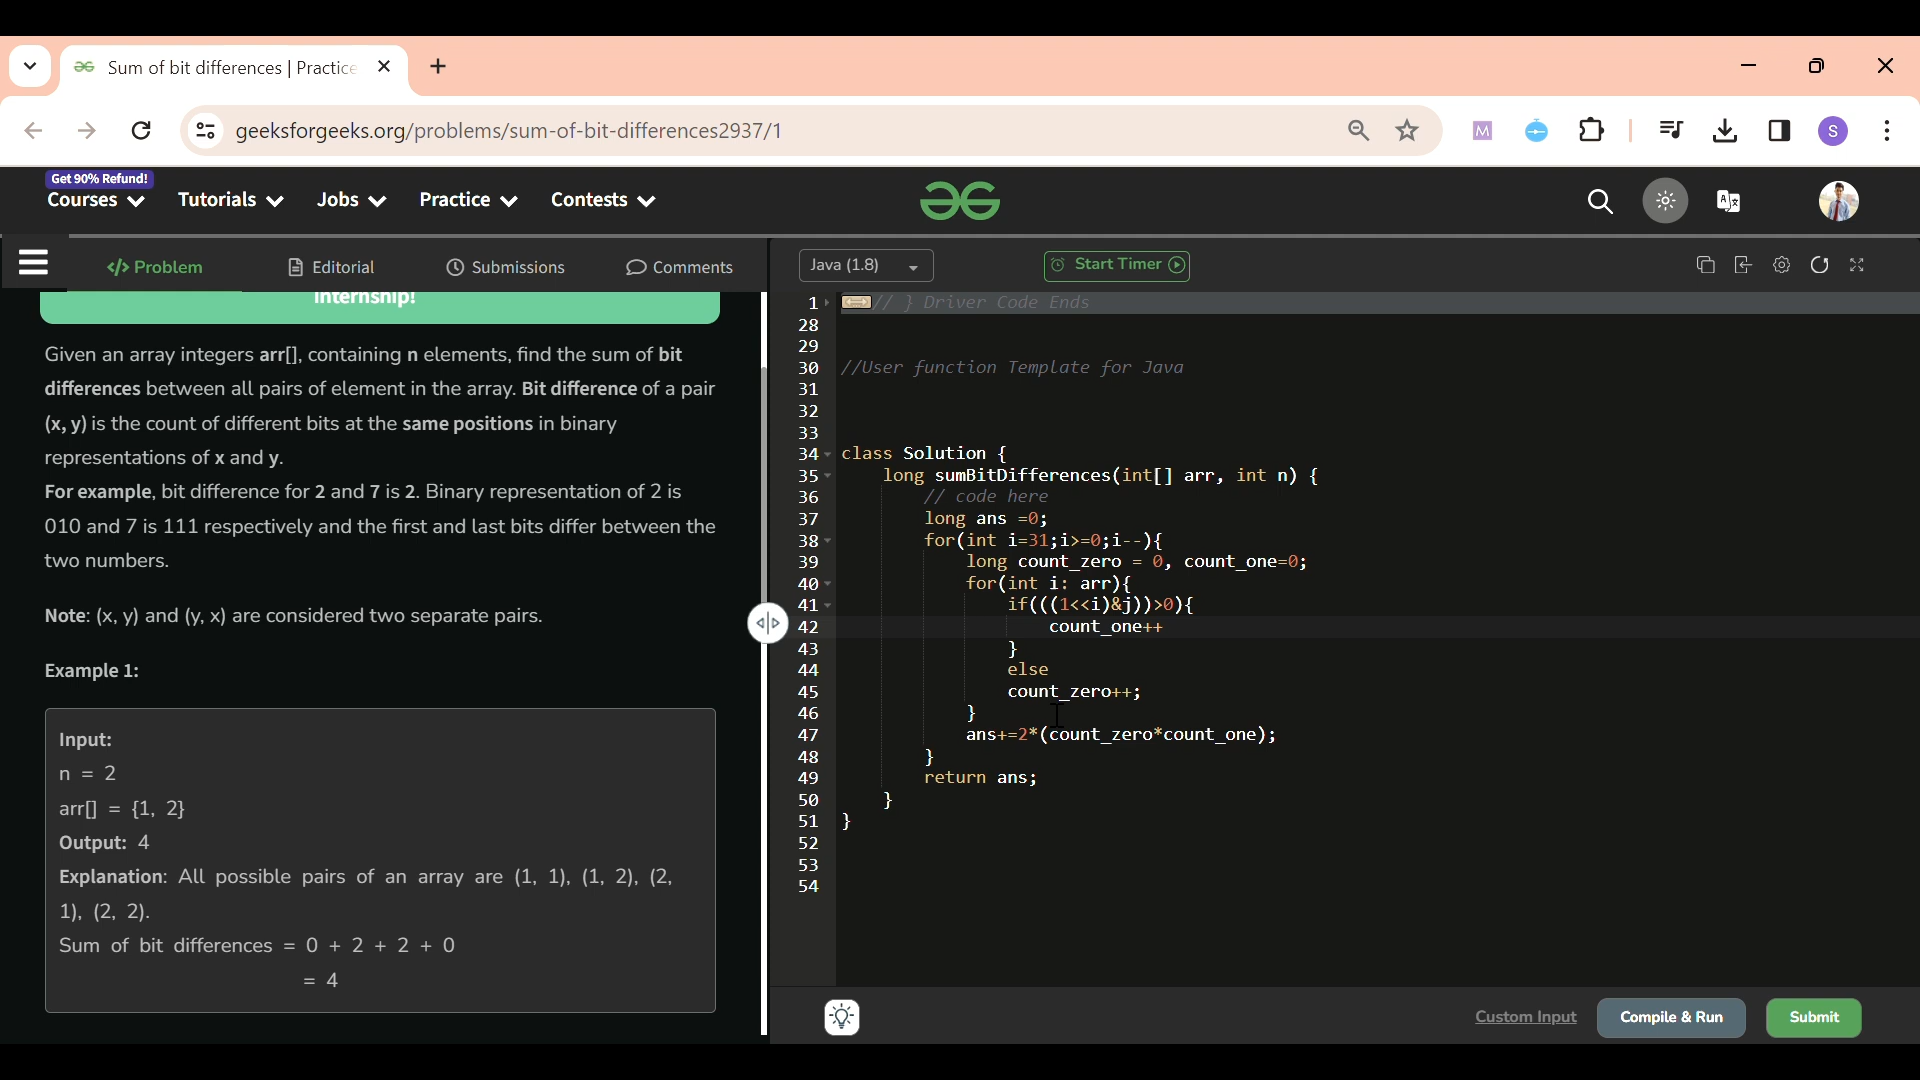 Sum of bit differences | Practice
geeksforgeeks.org/problems/sum-of-bit-differences2937/1
M
S
Get 90% Refund!
Courses Tutorials Jobs Practice Contests
Problem Editorial Submissions Comments
Java (1.8) Start Timer
internship!
Given an array integers arr[], containing n elements, find the sum of bit
differences between all pairs of element in the array. Bit difference of a pair
(x, y) is the count of different bits at the same positions in binary
representations of x and y.
For example, bit difference for 2 and 7 is 2. Binary representation of 2 is
010 and 7 is 111 respectively and the first and last bits differ between the
two numbers.
Note: (x, y) and (y, x) are considered two separate pairs.
Example 1:
Input:
n = 2
arr[] = {1, 2}
Output: 4
Explanation: All possible pairs of an array are (1, 1), (1, 2), (2,
1), (2, 2).
Sum of bit differences = 0 + 2 + 2 + 0
= 4
1 // } Driver Code Ends
28
29
30 //User function Template for Java
31
32
33
34 class Solution {
35 long sumBitDifferences(int[] arr, int n) {
36 // code here
37 long ans =0;
38 for(int i=31;i>=0;i--){
39 long count_zero = 0, count_one=0;
40 for(int i: arr){
41 if(((1<<i)&j))>0){
42 count_one++
43 }
44 else
45 count_zero++;
46 }
47 ans+=2*(count_zero*count_one);
48 }
49 return ans;
50 }
51 }
52
53
54
Custom Input Compile & Run Submit